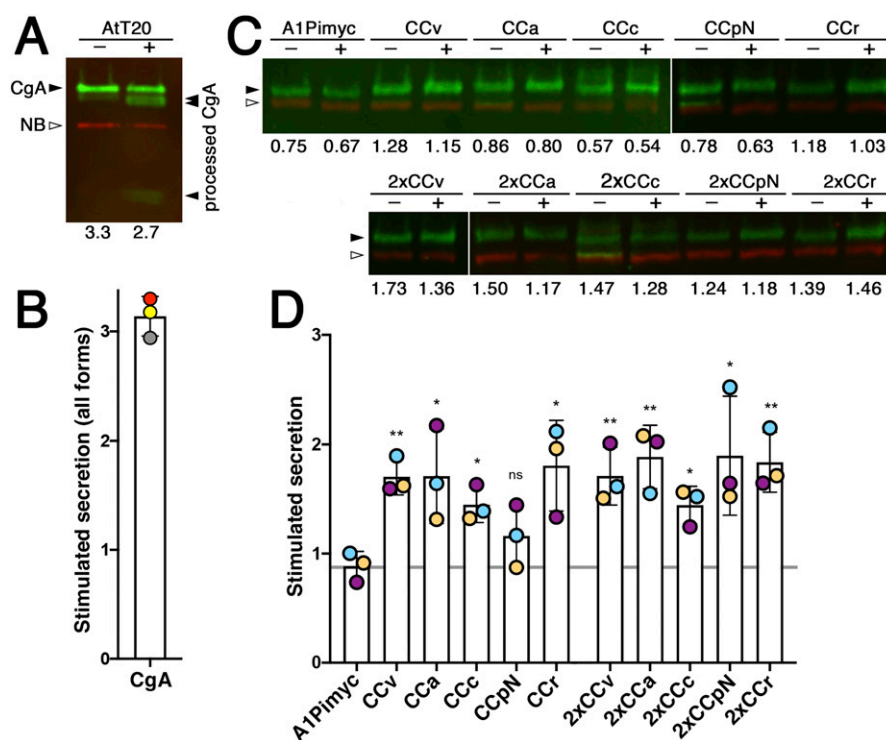 A
AtT20
− +
CgA
NB
processed CgA
3.3 2.7
C
A1Pimyc CCv CCa CCc CCpN CCr
− + − + − + − + − + − +
0.75 0.67 1.28 1.15 0.86 0.80 0.57 0.54 0.78 0.63 1.18 1.03
2xCCv 2xCCa 2xCCc 2xCCpN 2xCCr
− + − + − + − + − +
1.73 1.36 1.50 1.17 1.47 1.28 1.24 1.18 1.39 1.46
B
Stimulated secretion (all forms)
3
2
1
0
CgA
D
Stimulated secretion
3
2
1
0
** * * ns * ** ** * * **
A1Pimyc CCv CCa CCc CCpN CCr 2xCCv 2xCCa 2xCCc 2xCCpN 2xCCr